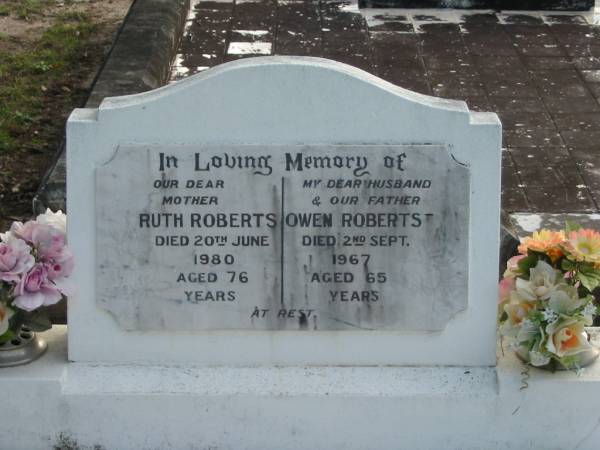 In Loving Memory of
OUR DEAR
MOTHER
RUTH ROBERTS
DIED 20TH JUNE
1980
AGED 76
YEARS
MY DEAR HUSBAND
& OUR FATHER
OWEN ROBERTS
DIED 2ND SEPT.
1967
AGED 65
YEARS
AT REST.